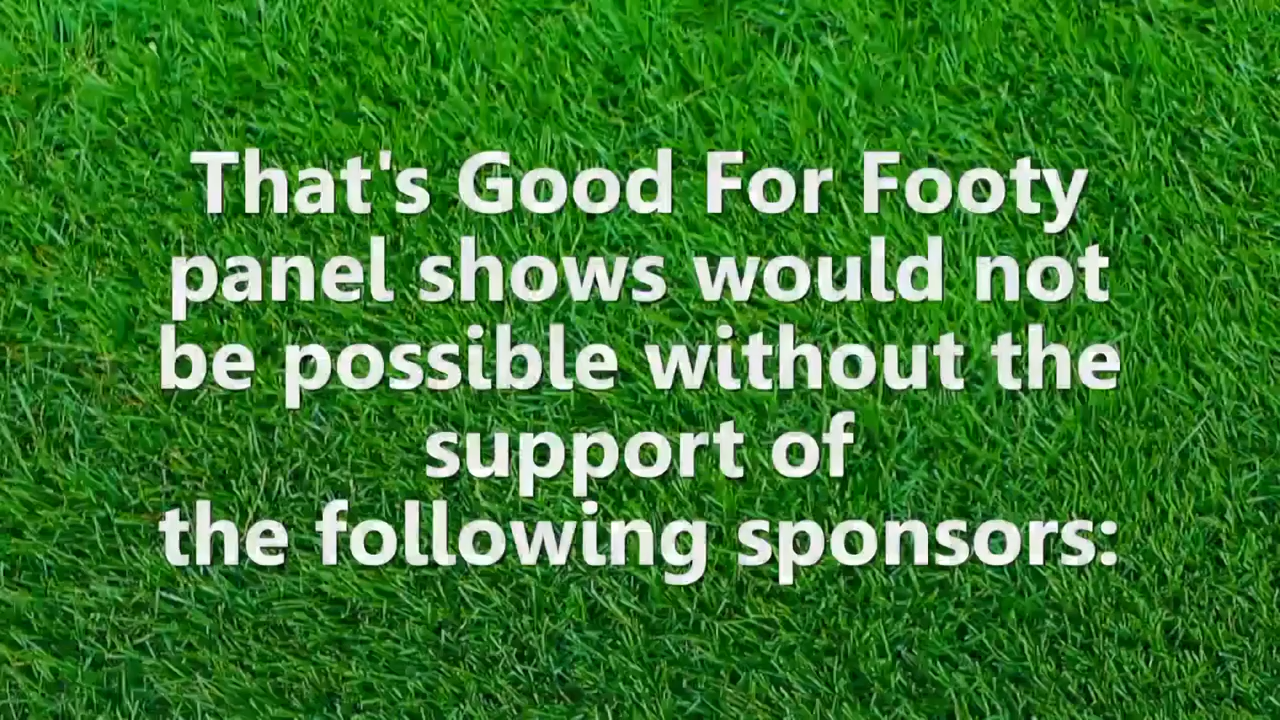 That's Good For Footy
panel shows would not
be possible without the
support of
the following sponsors: